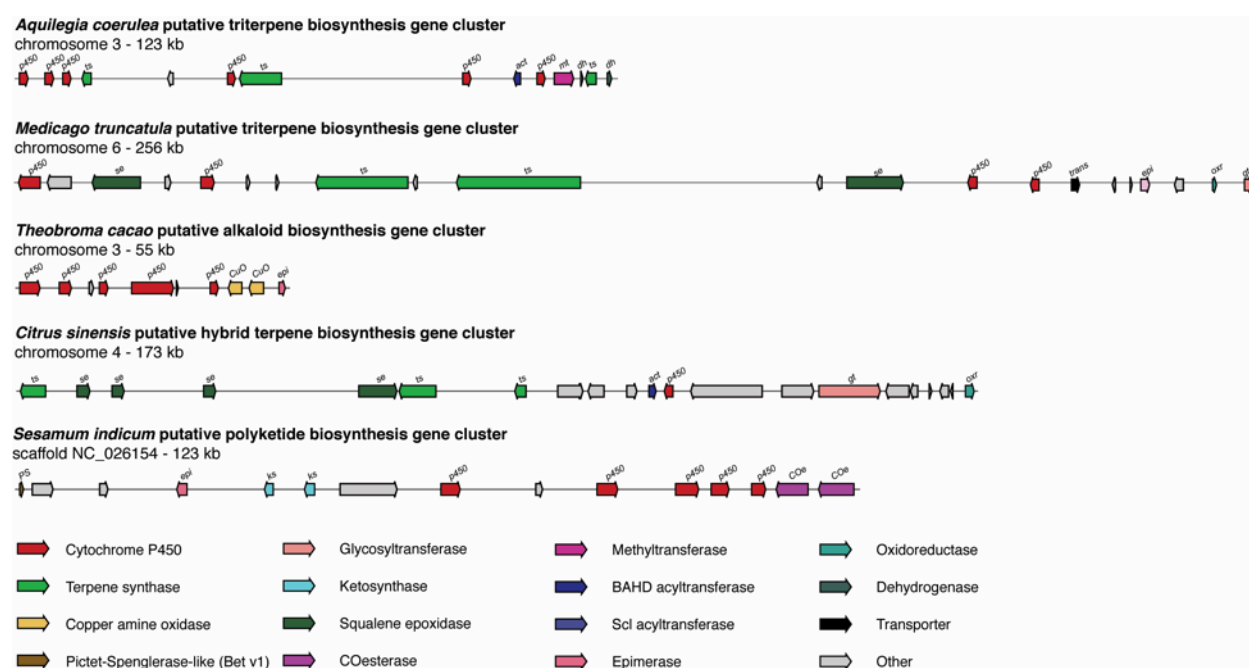 Aquilegia coerulea putative triterpene biosynthesis gene cluster
chromosome 3 - 123 kb
p450 p450 p450 ts p450 ts p450 act p450 mt dh ts dh
Medicago truncatula putative triterpene biosynthesis gene cluster
chromosome 6 - 256 kb
p450 se p450 ts ts se p450 p450 trans epi oxr gt
Theobroma cacao putative alkaloid biosynthesis gene cluster
chromosome 3 - 55 kb
p450 p450 p450 p450 p450 CuO CuO epi
Citrus sinensis putative hybrid terpene biosynthesis gene cluster
chromosome 4 - 173 kb
ts se se se se ts ts act p450 gt oxr
Sesamum indicum putative polyketide biosynthesis gene cluster
scaffold NC_026154 - 123 kb
PS epi ks ks p450 p450 p450 p450 p450 COe COe
Cytochrome P450 Glycosyltransferase Methyltransferase Oxidoreductase
Terpene synthase Ketosynthase BAHD acyltransferase Dehydrogenase
Copper amine oxidase Squalene epoxidase Scl acyltransferase Transporter
Pictet-Spenglerase-like (Bet v1) COesterase Epimerase Other